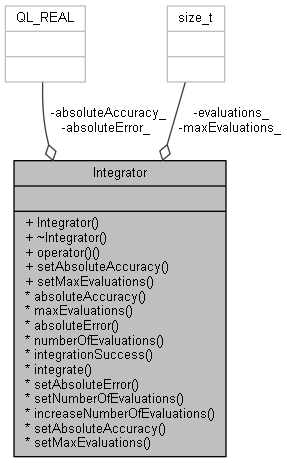 QL_REAL
size_t
-absoluteAccuracy_
-absoluteError_
-evaluations_
-maxEvaluations_
Integrator
+ Integrator()
+ ~Integrator()
+ operator()()
+ setAbsoluteAccuracy()
+ setMaxEvaluations()
* absoluteAccuracy()
* maxEvaluations()
* absoluteError()
* numberOfEvaluations()
* integrationSuccess()
* integrate()
* setAbsoluteError()
* setNumberOfEvaluations()
* increaseNumberOfEvaluations()
* setAbsoluteAccuracy()
* setMaxEvaluations()